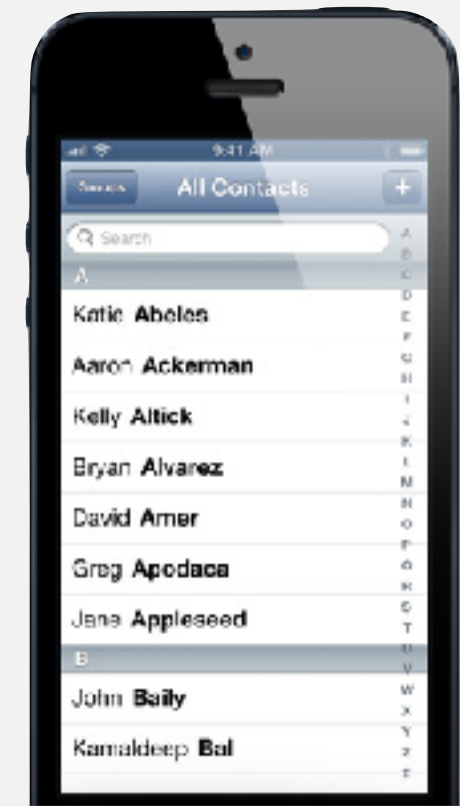 9:41 AM
Groups
All Contacts
+
Search
A
Katie Abeles
Aaron Ackerman
Kelly Altick
Bryan Alvarez
David Amer
Greg Apodaca
Jane Appleseed
B
John Baily
Kamaldeep Bal
A
B
C
D
E
F
G
H
I
J
K
L
M
N
O
P
Q
R
S
T
U
V
W
X
Y
Z
#